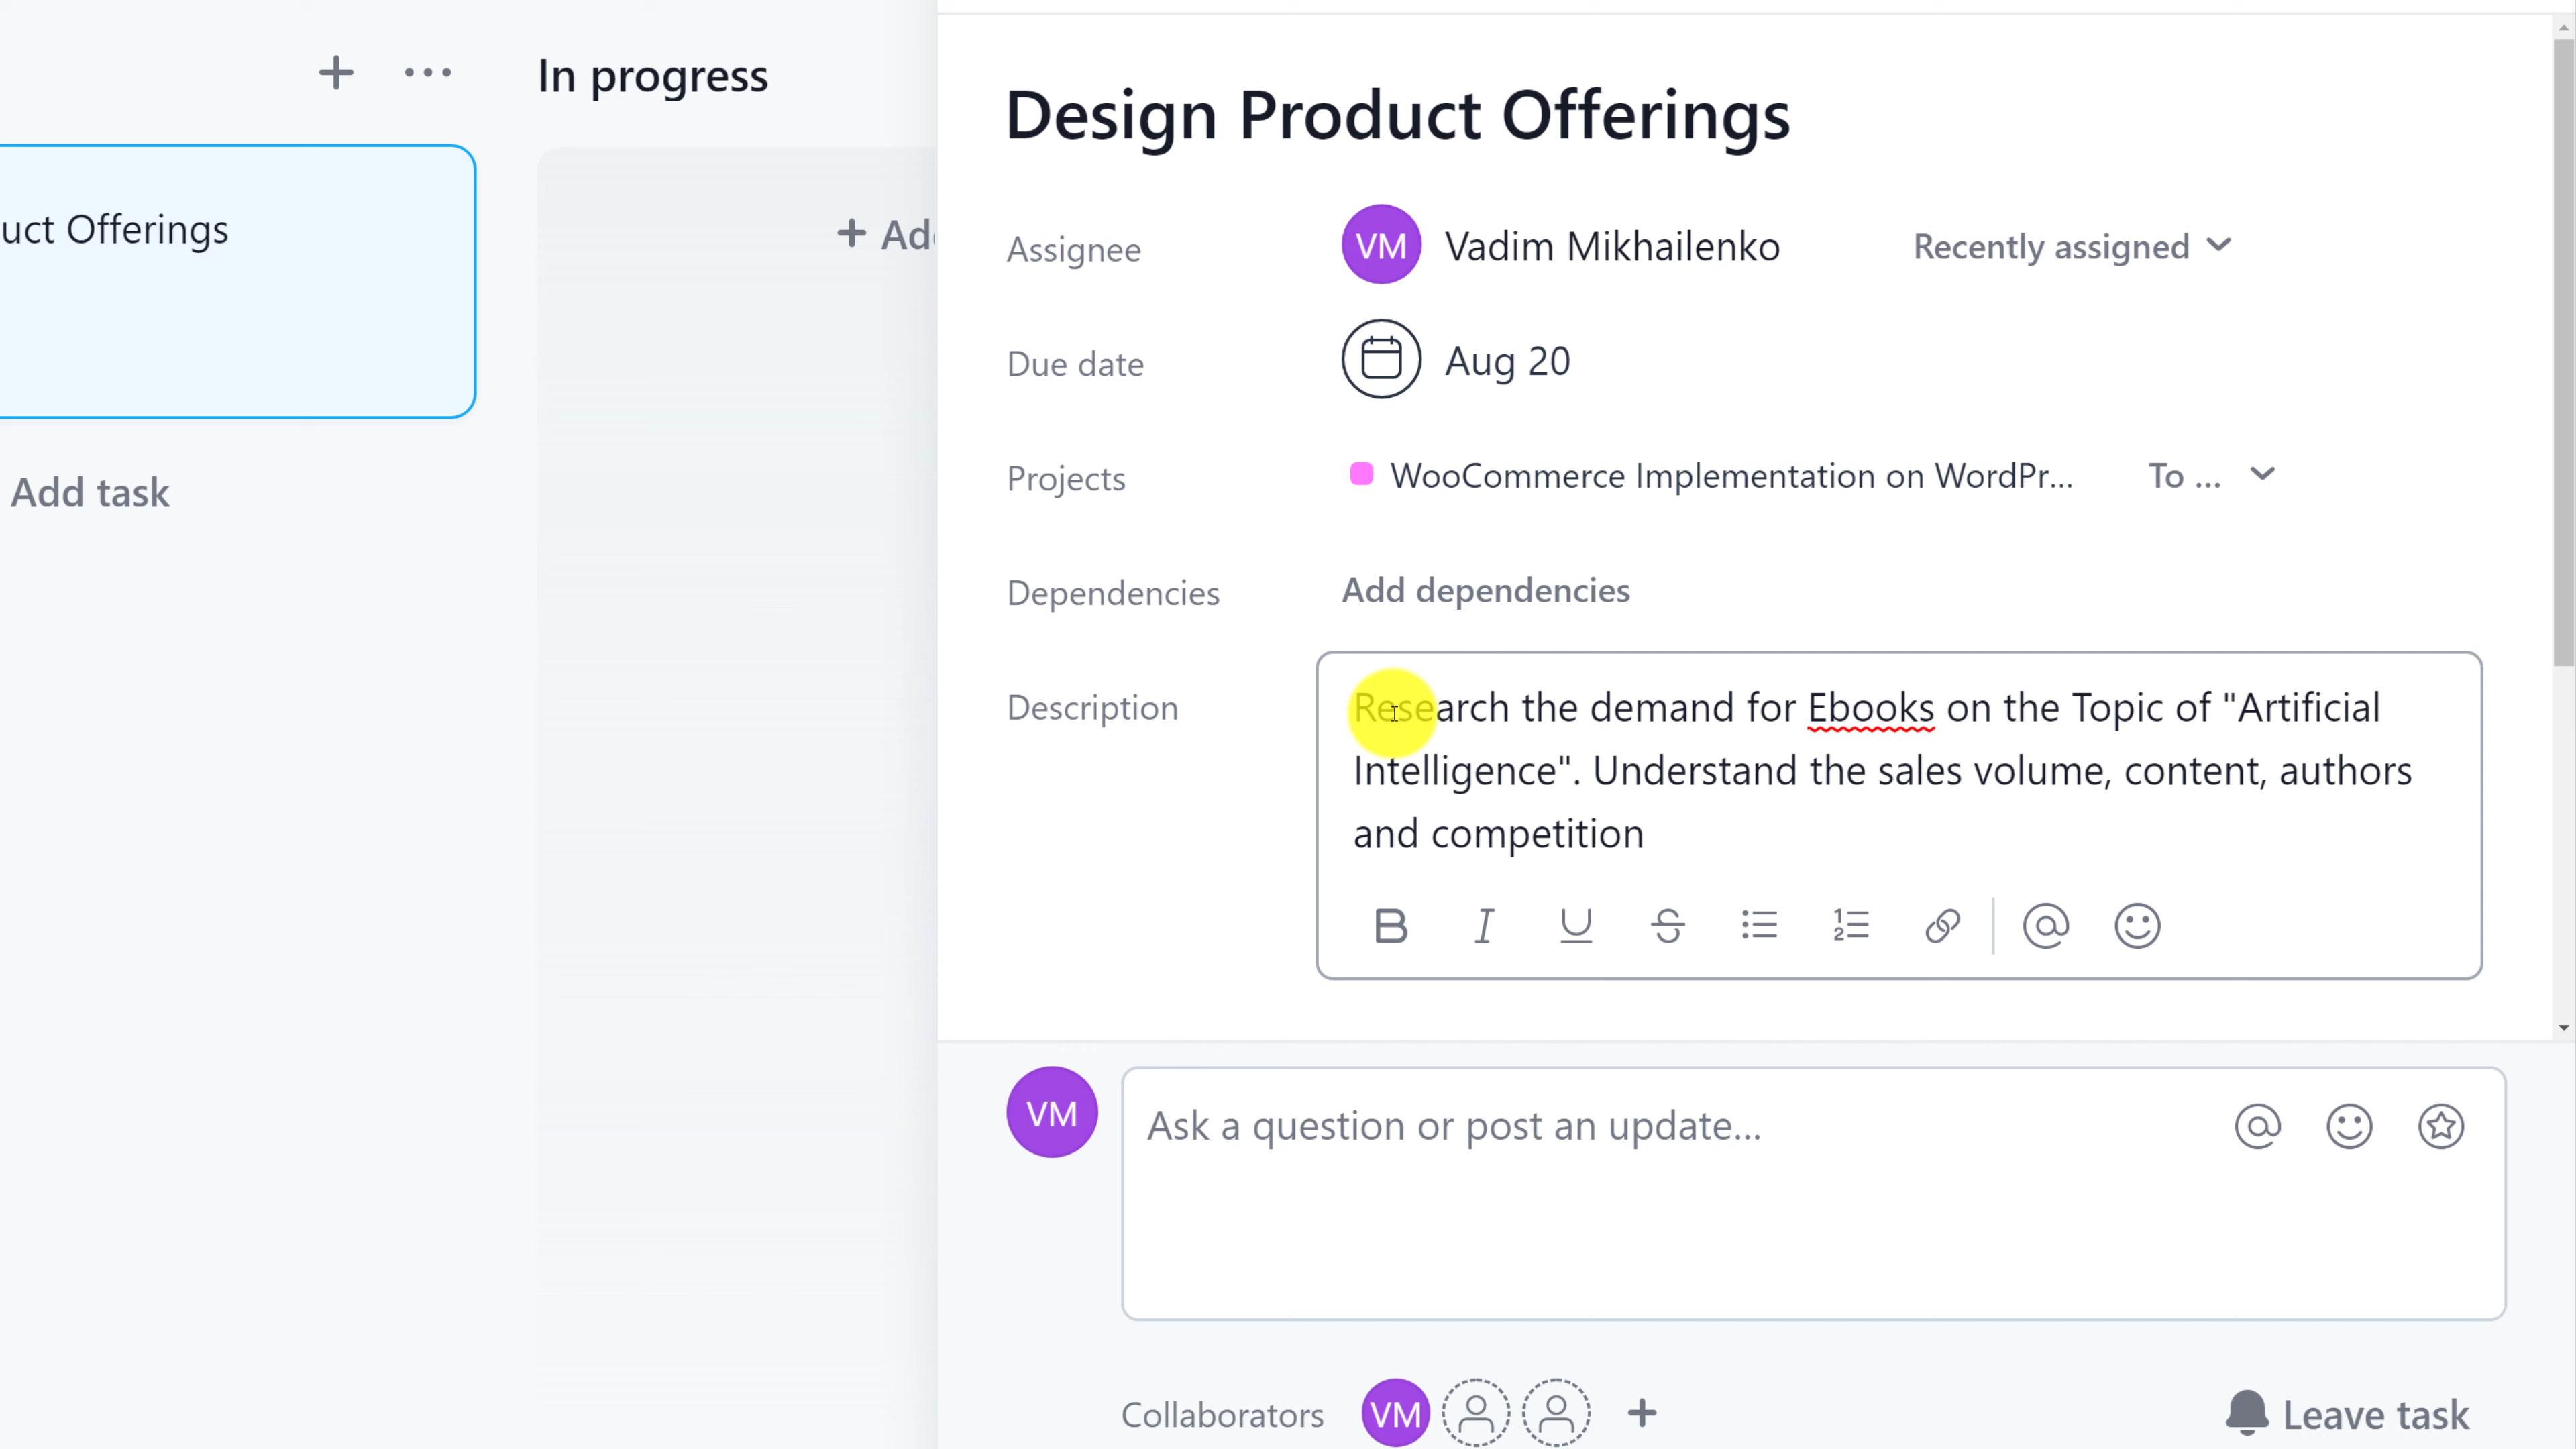 In progress
uct Offerings
Add task
Design Product Offerings
Assignee
VM
Vadim Mikhailenko
Recently assigned
Due date
Aug 20
Projects
WooCommerce Implementation on WordPr...
To ...
Dependencies
Add dependencies
Description
Research the demand for Ebooks on the Topic of "Artificial
Intelligence". Understand the sales volume, content, authors
and competition
VM
Ask a question or post an update...
Collaborators
VM
Leave task